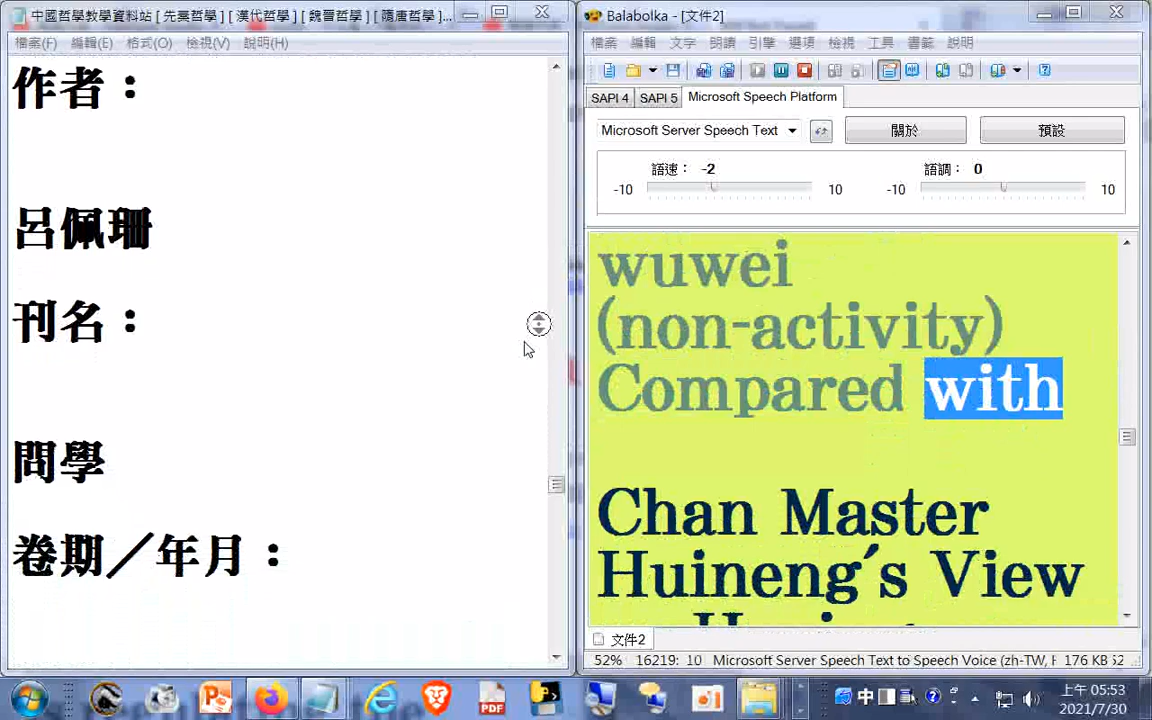 中國哲學教學資料站 [ 先秦哲學 ] [ 漢代哲學 ] [ 魏晉哲學 ] [ 隋唐哲學 ]...
檔案(F) 編輯(E) 格式(O) 檢視(V) 說明(H)
作者：
呂佩珊
刊名：
問學
卷期／年月：
Balabolka - [文件2]
檔案 編輯 文字 朗讀 引擎 選項 檢視 工具 書籤 說明
SAPI 4 SAPI 5 Microsoft Speech Platform
Microsoft Server Speech Text 關於 預設
語速： -2 語調： 0
-10 10 -10 10
wuwei
(non-activity)
Compared with
Chan Master
Huineng's View
文件2
52% 16219: 10 Microsoft Server Speech Text to Speech Voice (zh-TW, 176 KB
中
上午 05:53
2021/7/30